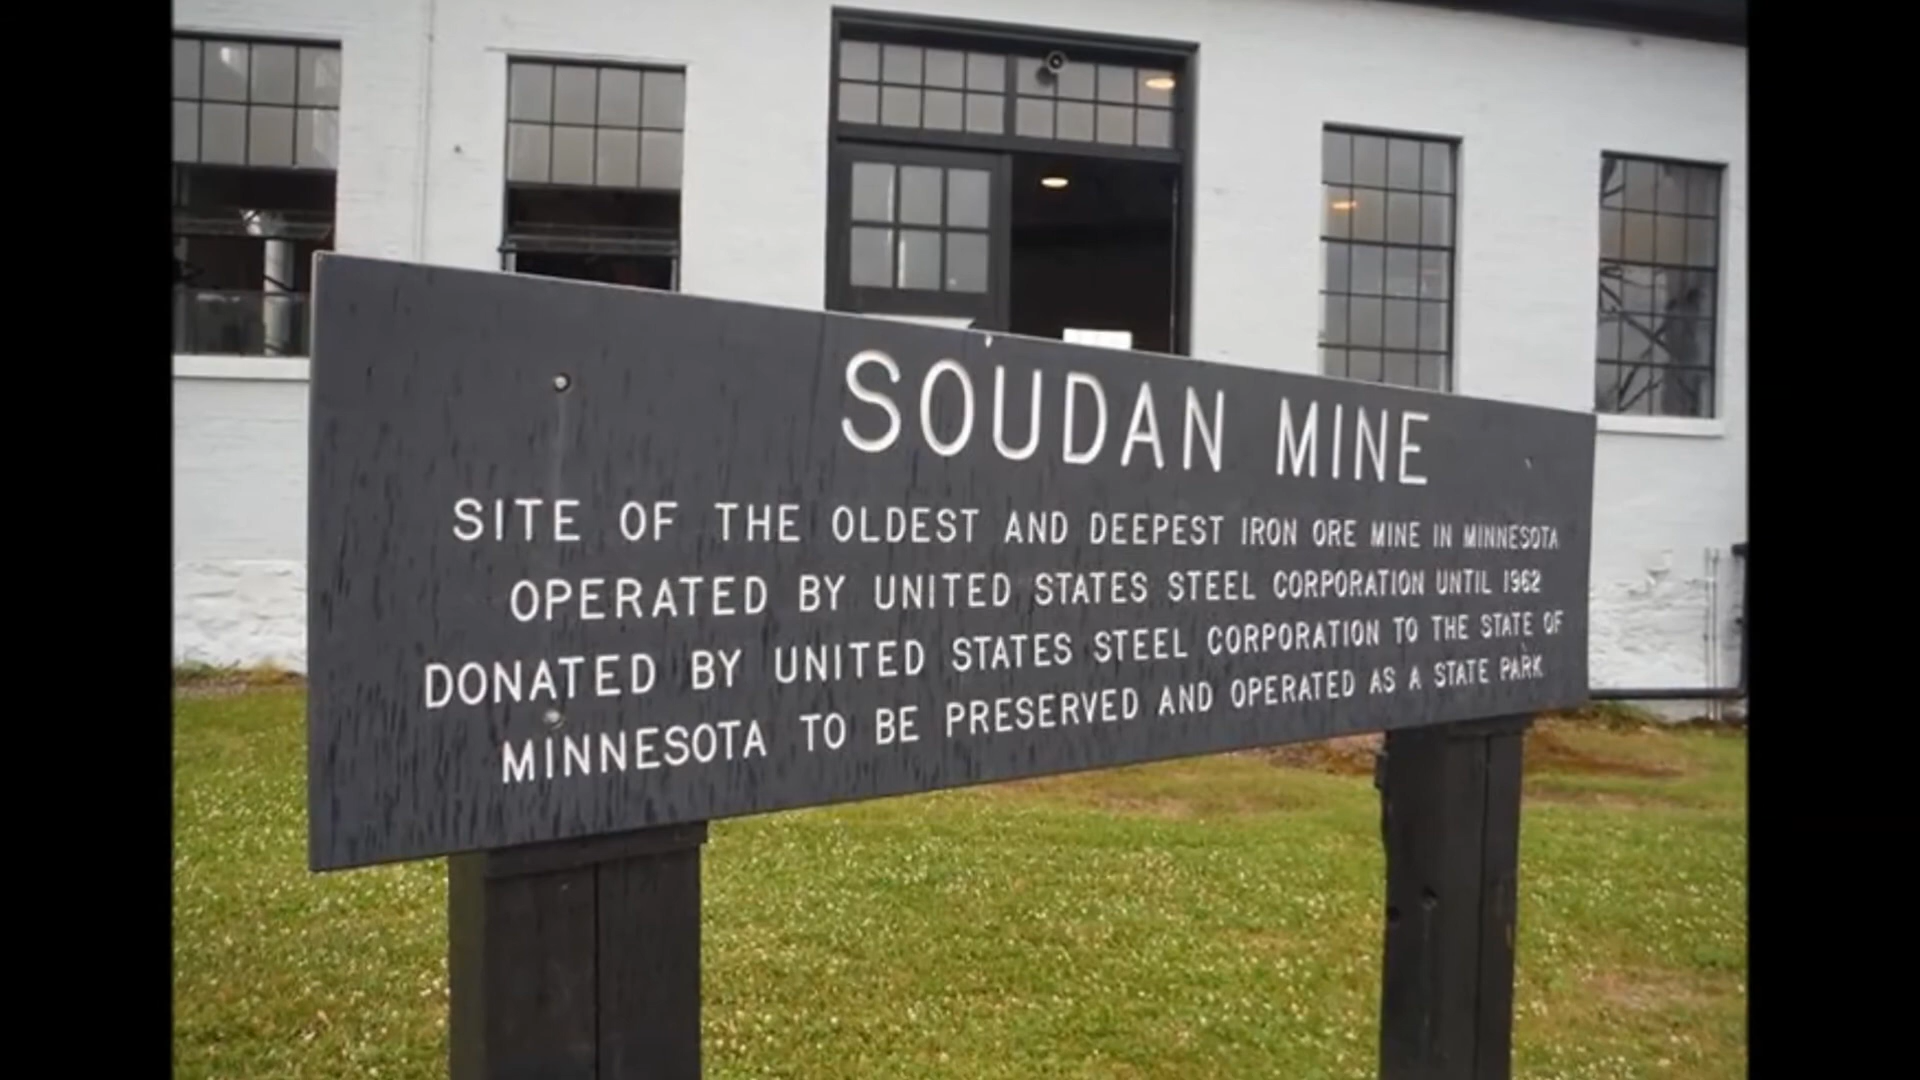 SOUDAN MINE
SITE OF THE OLDEST AND DEEPEST IRON ORE MINE IN MINNESOTA
OPERATED BY UNITED STATES STEEL CORPORATION UNTIL 1962
DONATED BY UNITED STATES STEEL CORPORATION TO THE STATE OF
MINNESOTA TO BE PRESERVED AND OPERATED AS A STATE PARK